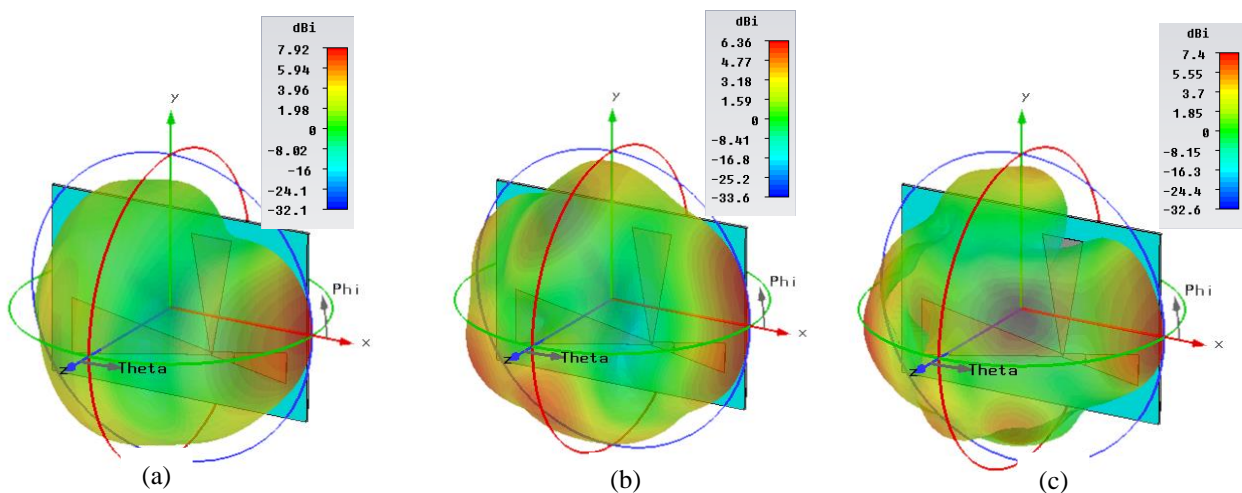 dBi
7.92
5.94
3.96
1.98
0
-8.02
-16
-24.1
-32.1
y
Phi
x
z
Theta
(a)
dBi
6.36
4.77
3.18
1.59
0
-8.41
-16.8
-25.2
-33.6
y
Phi
x
z
Theta
(b)
dBi
7.4
5.55
3.7
1.85
0
-8.15
-16.3
-24.4
-32.6
y
Phi
x
z
Theta
(c)